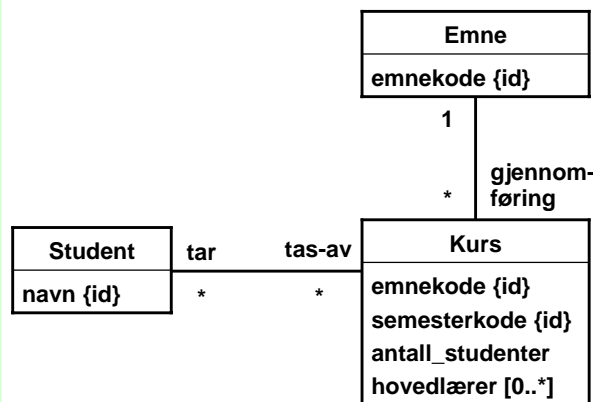 Emne
emnekode {id}
1
gjennom-
* føring
Student
navn {id}
tar tas-av
* *
Kurs
emnekode {id}
semesterkode {id}
antall_studenter
hovedlærer [0..*]